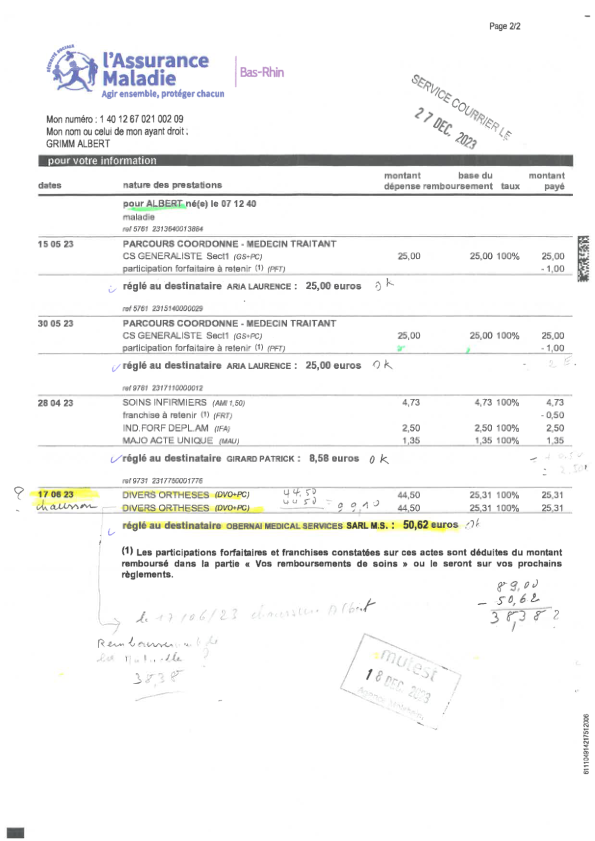 Page 2/2
SÉCURITÉ SOCIALE
l'Assurance
Maladie
Agir ensemble, protéger chacun
Bas-Rhin
SERVICE COURRIER LE
27 DEC. 2023
Mon numéro : 1 40 12 67 021 002 09
Mon nom ou celui de mon ayant droit :
GRIMM ALBERT
pour votre information
dates nature des prestations montant dépense base du remboursement taux montant payé
pour ALBERT né(e) le 07 12 40
maladie
ref 5761 2313640013864
15 05 23 PARCOURS COORDONNE - MEDECIN TRAITANT
CS GENERALISTE Sect1 (GS+PC) 25,00 25,00 100% 25,00
participation forfaitaire à retenir (1) (PFT) - 1,00
réglé au destinataire ARIA LAURENCE : 25,00 euros OK
ref 5761 2315140000029
30 05 23 PARCOURS COORDONNE - MEDECIN TRAITANT
CS GENERALISTE Sect1 (GS+PC) 25,00 25,00 100% 25,00
participation forfaitaire à retenir (1) (PFT) - 1,00
réglé au destinataire ARIA LAURENCE : 25,00 euros OK
ref 9761 2317110000012
28 04 23 SOINS INFIRMIERS (AMI 1,50) 4,73 4,73 100% 4,73
franchise à retenir (1) (FRT) - 0,50
IND.FORF DEPL.AM (IFA) 2,50 2,50 100% 2,50
MAJO ACTE UNIQUE (MAU) 1,35 1,35 100% 1,35
réglé au destinataire GIRARD PATRICK : 8,58 euros OK
ref 9731 2317750001776
? 17 06 23 DIVERS ORTHESES (DVO+PC) 44,50 44,50 25,31 100% 25,31
chausson DIVERS ORTHESES (DVO+PC) 44,50 44,50 25,31 100% 25,31
réglé au destinataire OBERNAI MEDICAL SERVICES SARL M.S. : 50,62 euros OK
(1) Les participations forfaitaires et franchises constatées sur ces actes sont déduites du montant
remboursé dans la partie « Vos remboursements de soins » ou le seront sur vos prochains
règlements.
89,00
- 50,62
38,38 ?
le 17/06/23 chausson Albert
38,38
mutest
18 DEC. 2023